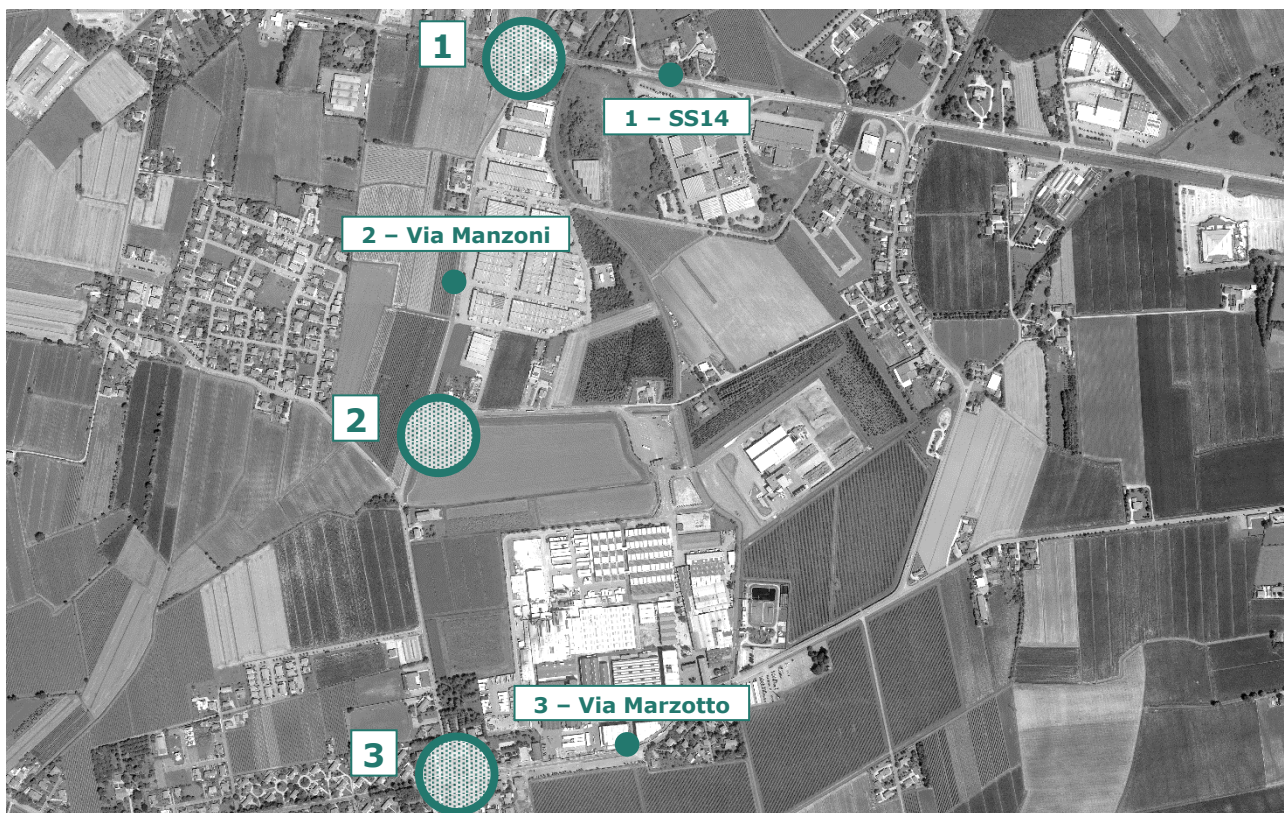 1
1 – SS14
2 – Via Manzoni
2
3 – Via Marzotto
3